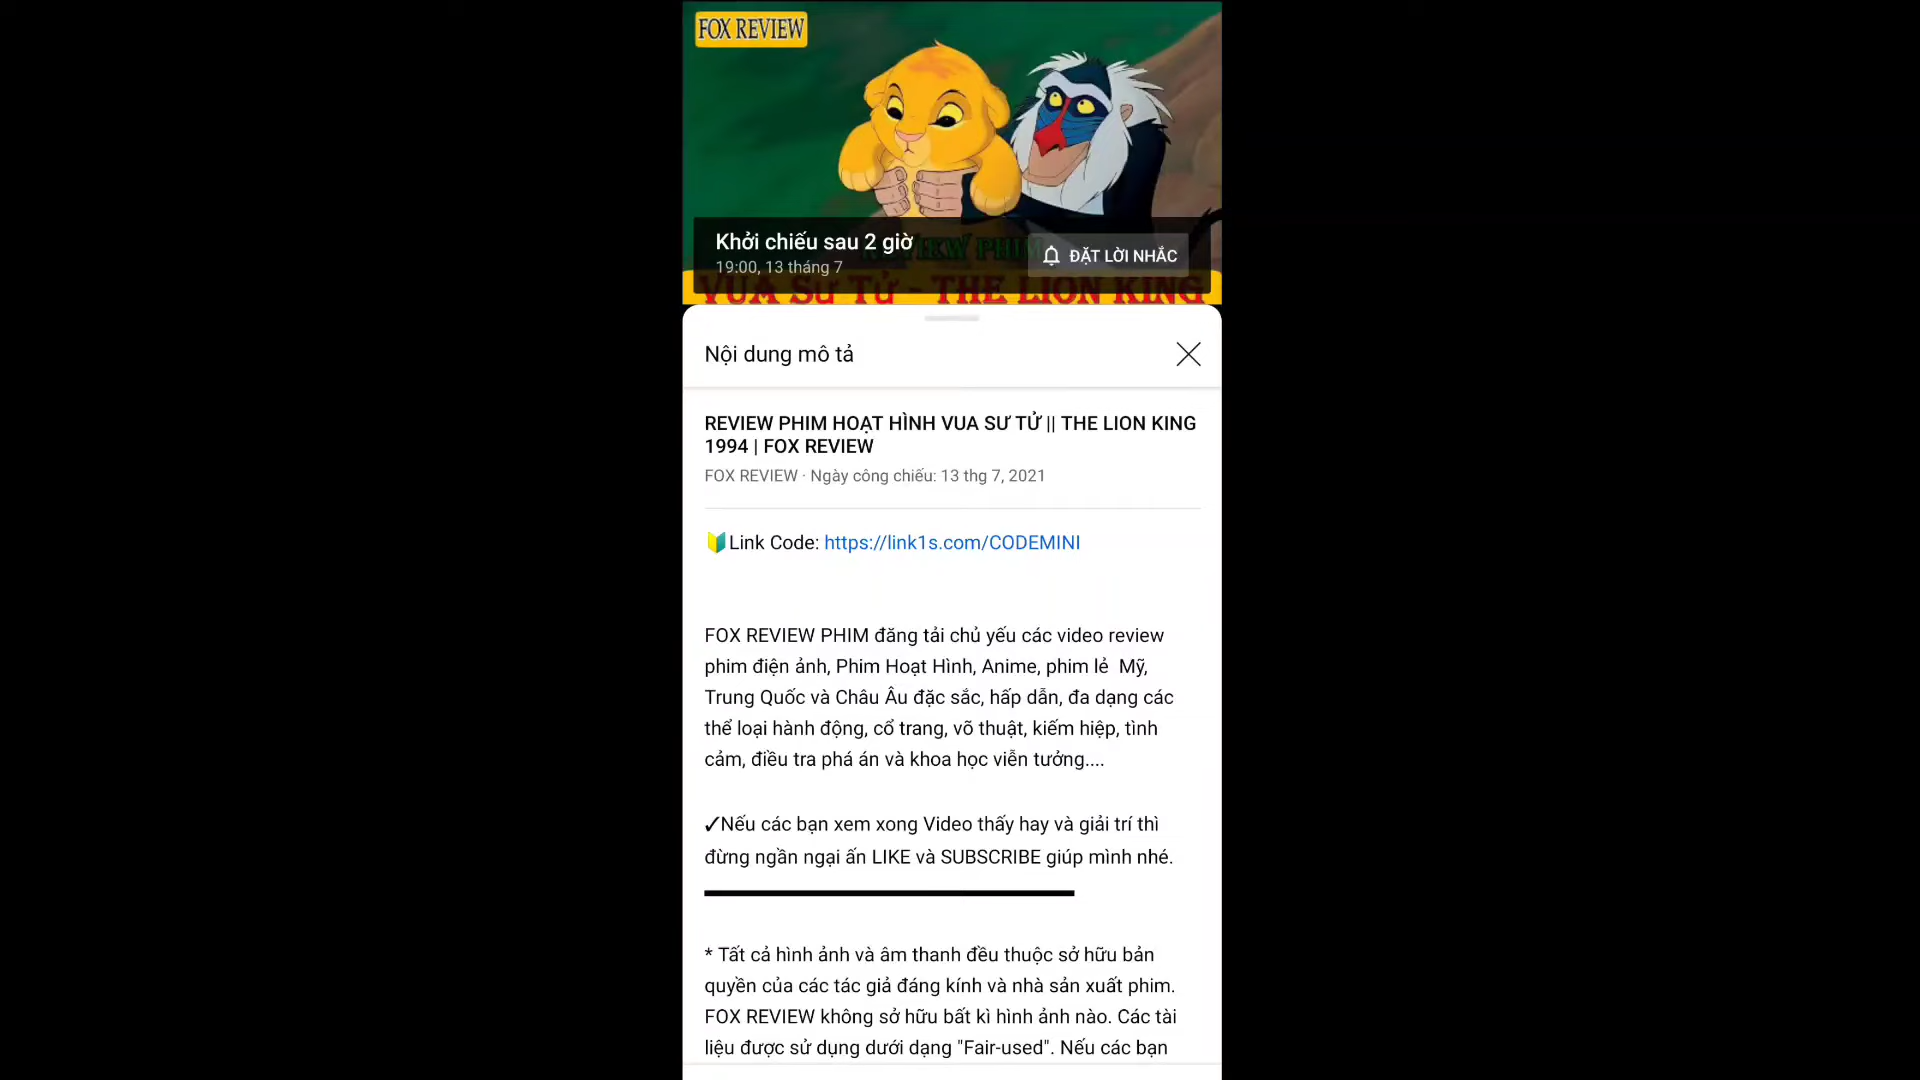 FOX REVIEW
Khởi chiếu sau 2 giờ
19:00, 13 tháng 7
ĐẶT LỜI NHẮC
REVIEW PHIM
VUA SƯ TỬ - THE LION KING
Nội dung mô tả
REVIEW PHIM HOẠT HÌNH VUA SƯ TỬ || THE LION KING
1994 | FOX REVIEW
FOX REVIEW · Ngày công chiếu: 13 thg 7, 2021
🔰Link Code: https://link1s.com/CODEMINI
FOX REVIEW PHIM đăng tải chủ yếu các video review
phim điện ảnh, Phim Hoạt Hình, Anime, phim lẻ  Mỹ,
Trung Quốc và Châu Âu đặc sắc, hấp dẫn, đa dạng các
thể loại hành động, cổ trang, võ thuật, kiếm hiệp, tình
cảm, điều tra phá án và khoa học viễn tưởng....
✓Nếu các bạn xem xong Video thấy hay và giải trí thì
đừng ngần ngại ấn LIKE và SUBSCRIBE giúp mình nhé.
* Tất cả hình ảnh và âm thanh đều thuộc sở hữu bản
quyền của các tác giả đáng kính và nhà sản xuất phim.
FOX REVIEW không sở hữu bất kì hình ảnh nào. Các tài
liệu được sử dụng dưới dạng "Fair-used". Nếu các bạn